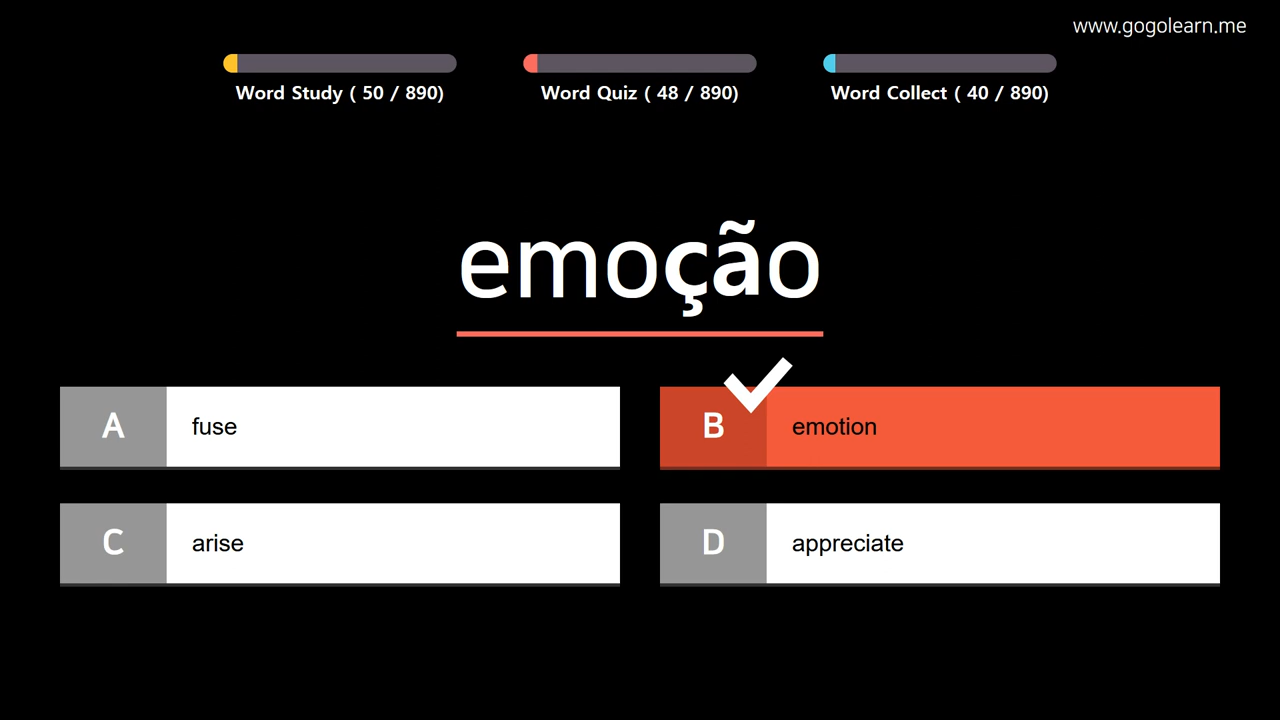 www.gogolearn.me
Word Study ( 50 / 890)
Word Quiz ( 48 / 890)
Word Collect ( 40 / 890)
emoção
A fuse
B emotion
C arise
D appreciate